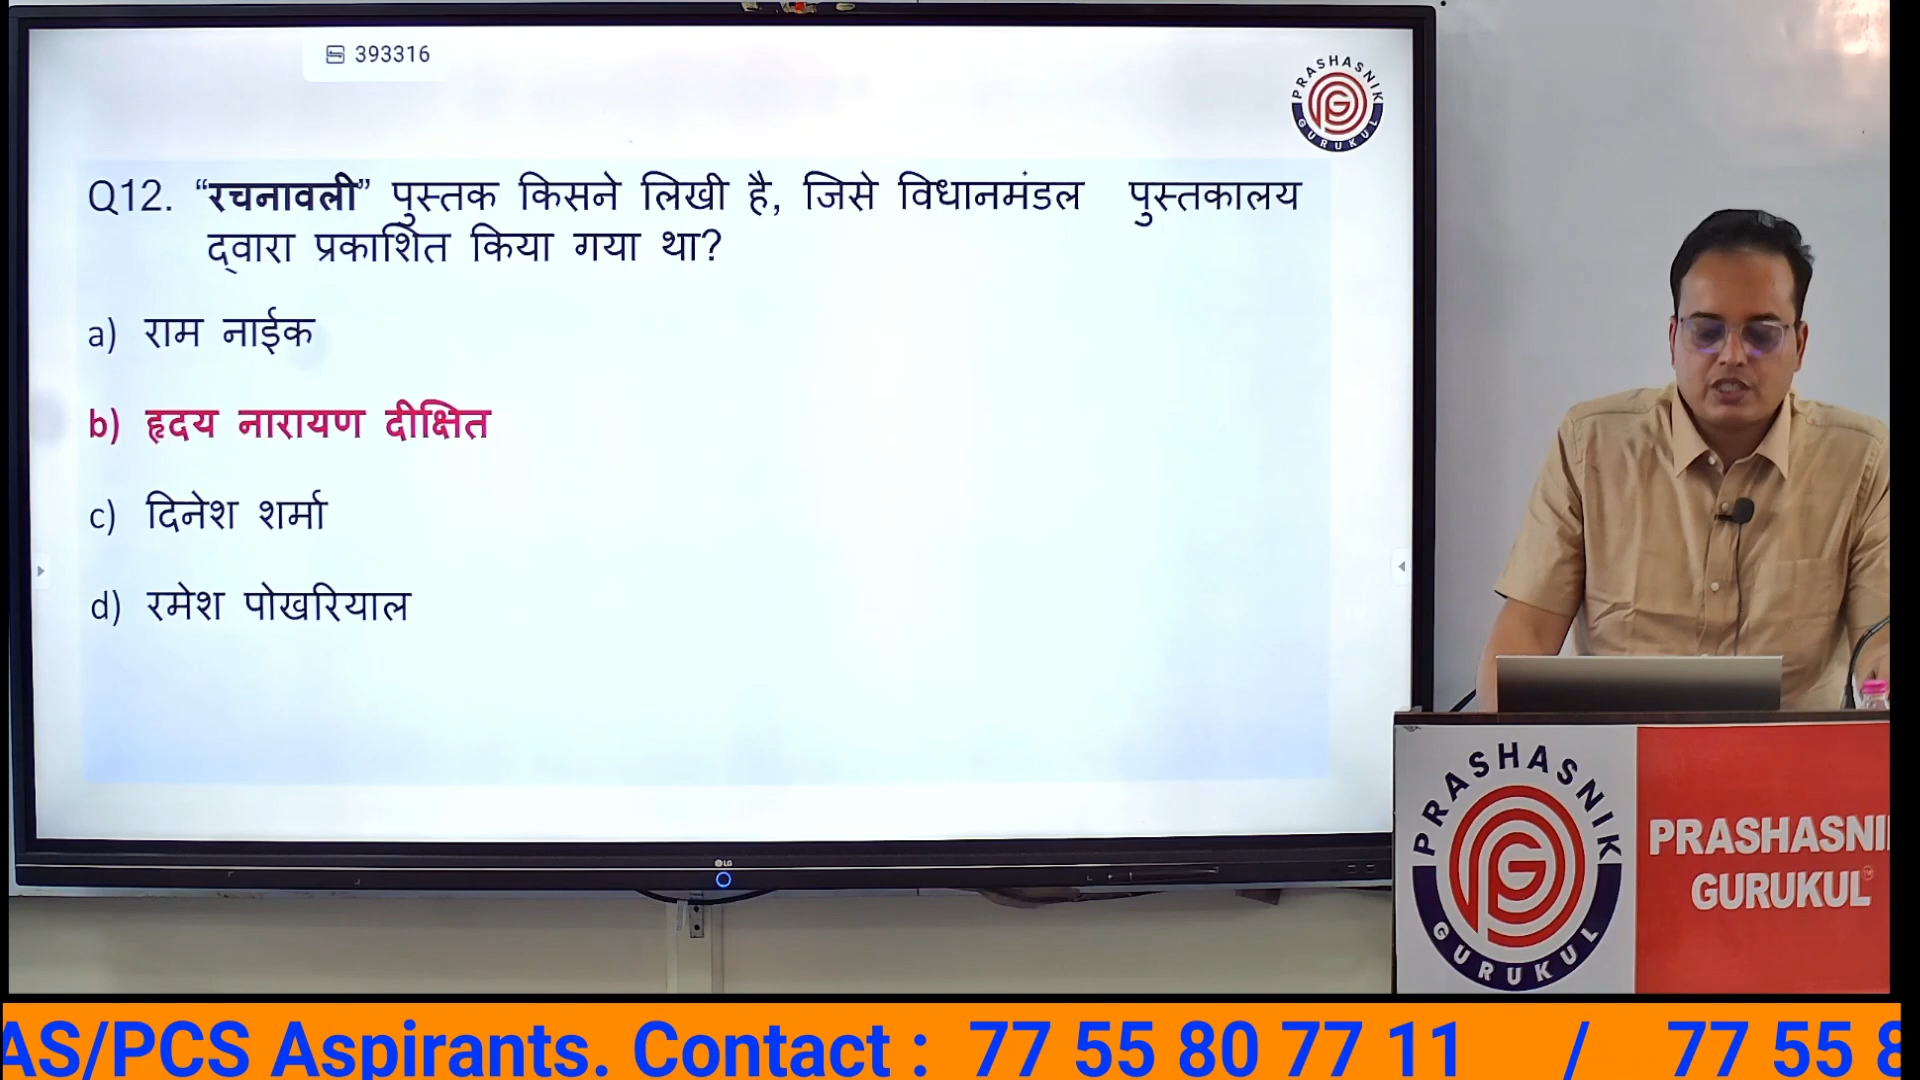 393316
PRASHASNIK GURUKUL
Q12. “रचनावली” पुस्तक किसने लिखी है, जिसे विधानमंडल पुस्तकालय
द्वारा प्रकाशित किया गया था?
a) राम नाईक
b) हृदय नारायण दीक्षित
c) दिनेश शर्मा
d) रमेश पोखरियाल
LG
PRASHASNIK GURUKUL
PRASHASNI
GURUKUL
AS/PCS Aspirants. Contact : 77 55 80 77 11 / 77 55 8